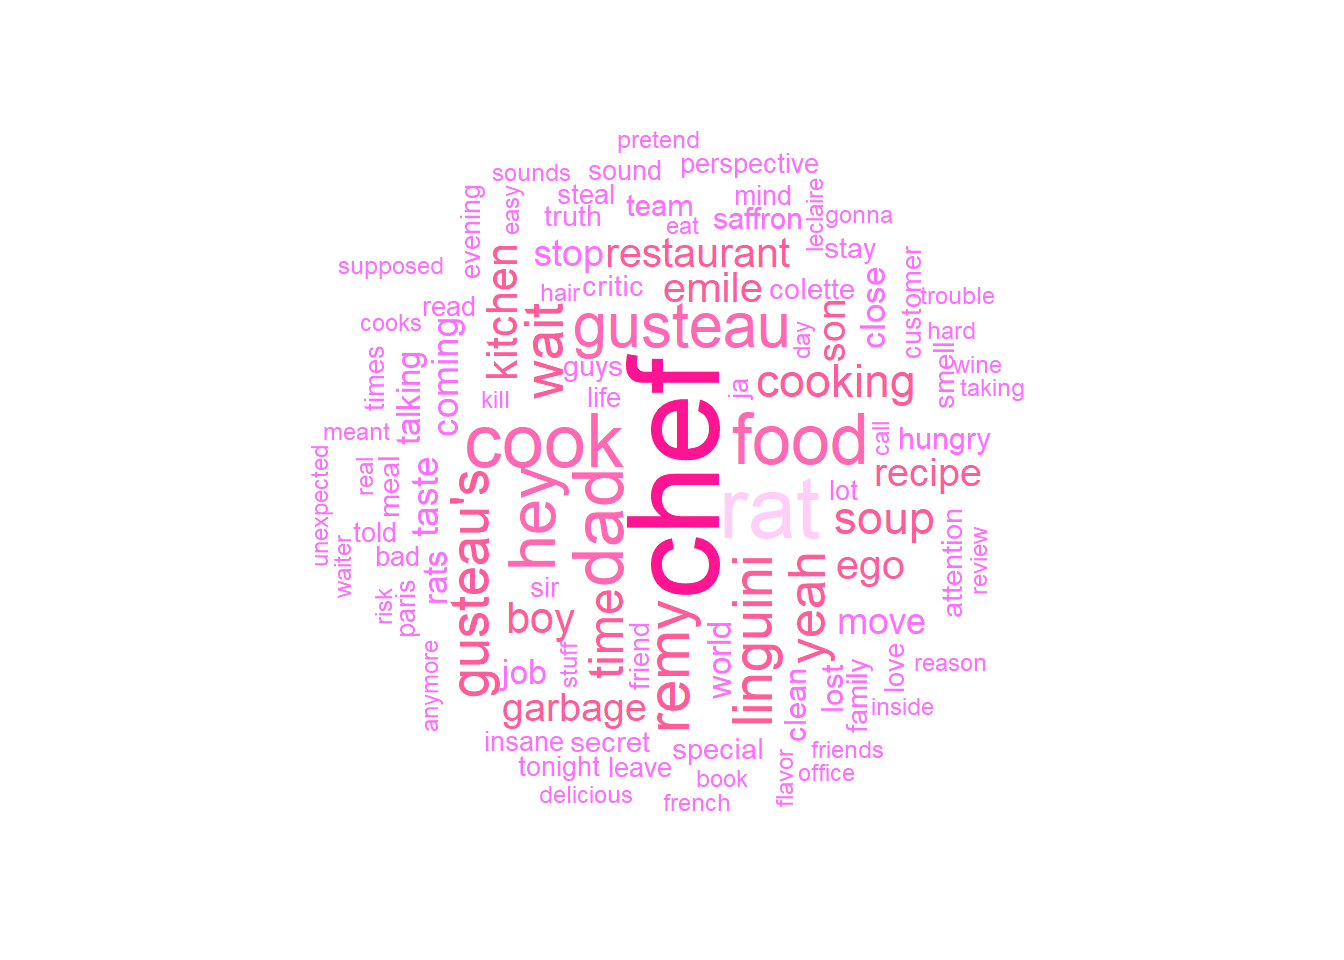 pretend
sounds
sound
perspective
steal
team
mind
evening
easy
truth
eat
saffron
leclaire
gonna
supposed
kitchen
stop
restaurant
stay
hair
critic
emile
colette
close
customer
trouble
read
wait
gusteau
son
cooks
coming
day
hard
times
talking
guys
chef
cooking
smell
wine
taking
kill
life
ja
meant
cook
food
call
hungry
unexpected
real
meal
taste
gusteau's
hey
dad
rat
lot
recipe
told
soup
waiter
bad
rats
sir
attention
review
risk
paris
boy
time
remy
linguini
yeah
ego
move
anymore
job
stuff
friend
world
clean
lost
family
love
reason
garbage
inside
insane
secret
special
friends
tonight
leave
book
flavor
office
delicious
french